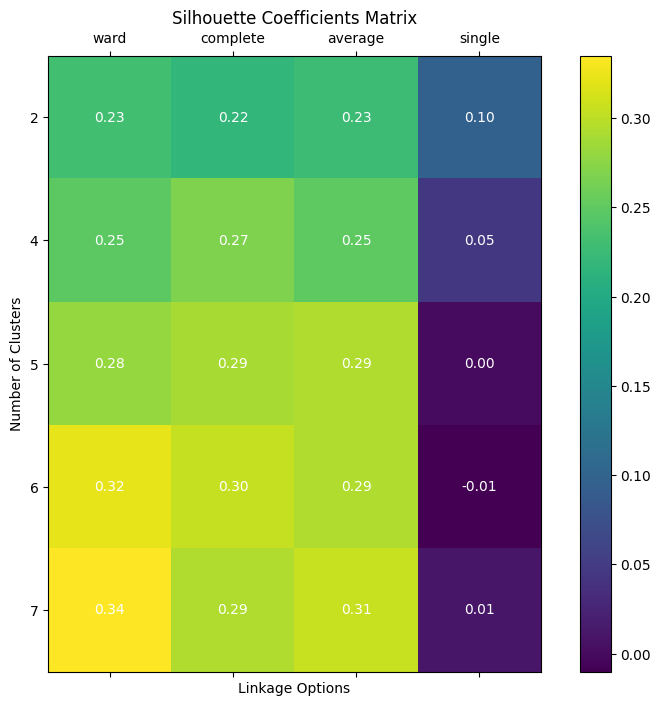 Silhouette Coefficients Matrix
ward complete average single
2 0.23 0.22 0.23 0.10
4 0.25 0.27 0.25 0.05
5 0.28 0.29 0.29 0.00
6 0.32 0.30 0.29 -0.01
7 0.34 0.29 0.31 0.01
Number of Clusters
Linkage Options
0.30
0.25
0.20
0.15
0.10
0.05
0.00